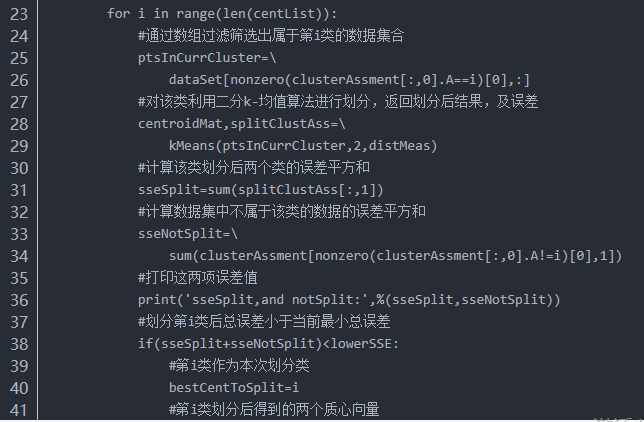 23 for i in range(len(centList)):
24 #通过数组过滤筛选出属于第i类的数据集合
25 ptsInCurrCluster=\
26 dataSet[nonzero(clusterAssment[:,0].A==i)[0],:]
27 #对该类利用二分k-均值算法进行划分，返回划分后结果，及误差
28 centroidMat,splitClustAss=\
29 kMeans(ptsInCurrCluster,2,distMeas)
30 #计算该类划分后两个类的误差平方和
31 sseSplit=sum(splitClustAss[:,1])
32 #计算数据集中不属于该类的数据的误差平方和
33 sseNotSplit=\
34 sum(clusterAssment[nonzero(clusterAssment[:,0].A!=i)[0],1])
35 #打印这两项误差值
36 print('sseSplit,and notSplit:',%(sseSplit,sseNotSplit))
37 #划分第i类后总误差小于当前最小总误差
38 if(sseSplit+sseNotSplit)<lowerSSE:
39 #第i类作为本次划分类
40 bestCentToSplit=i
41 #第i类划分后得到的两个质心向量